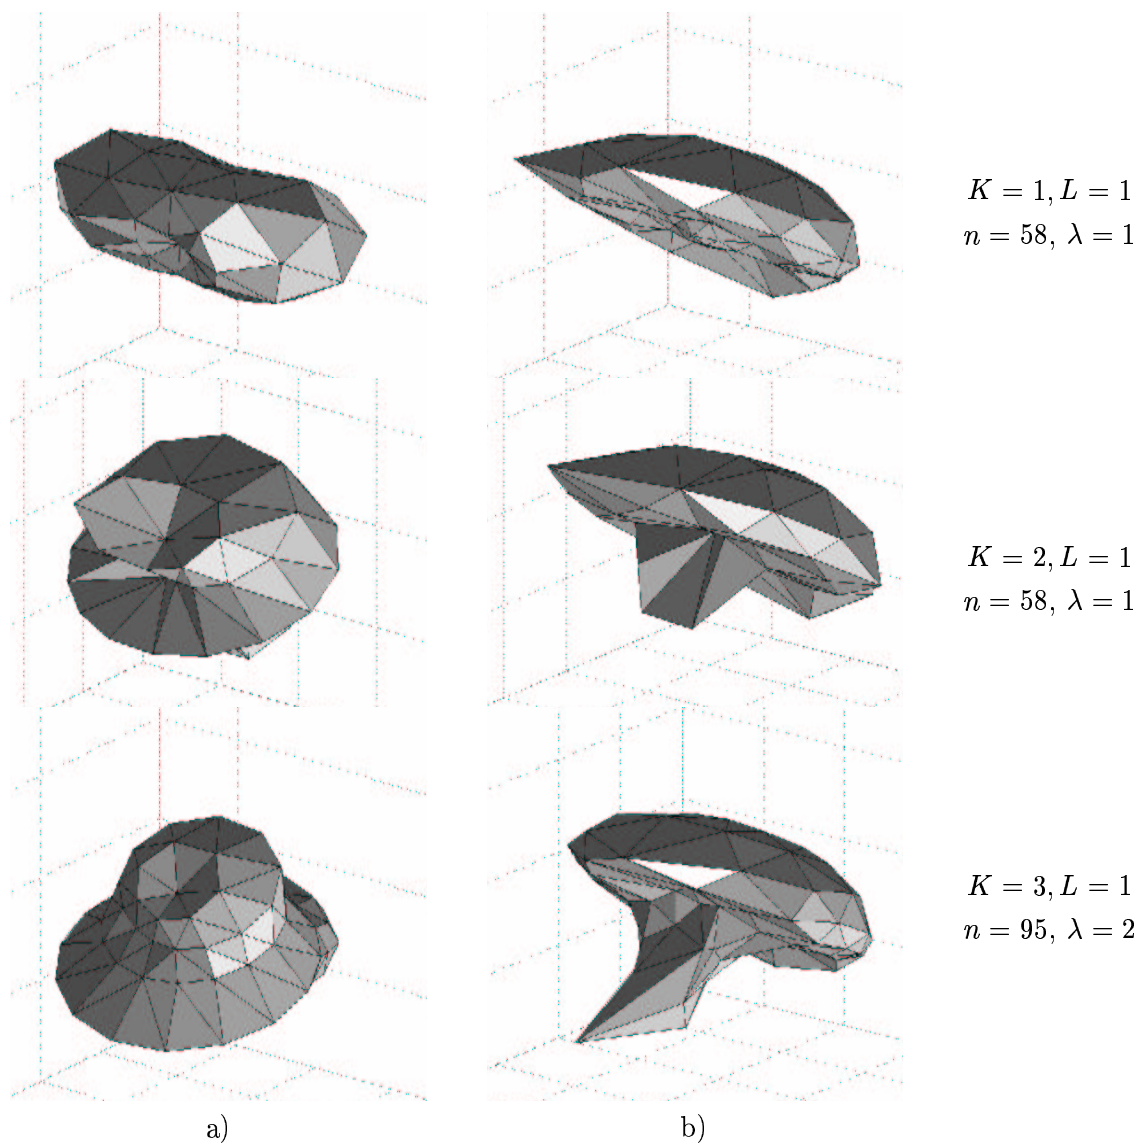 K = 1, L = 1
n = 58, λ = 1
K = 2, L = 1
n = 58, λ = 1
K = 3, L = 1
n = 95, λ = 2
a)
b)